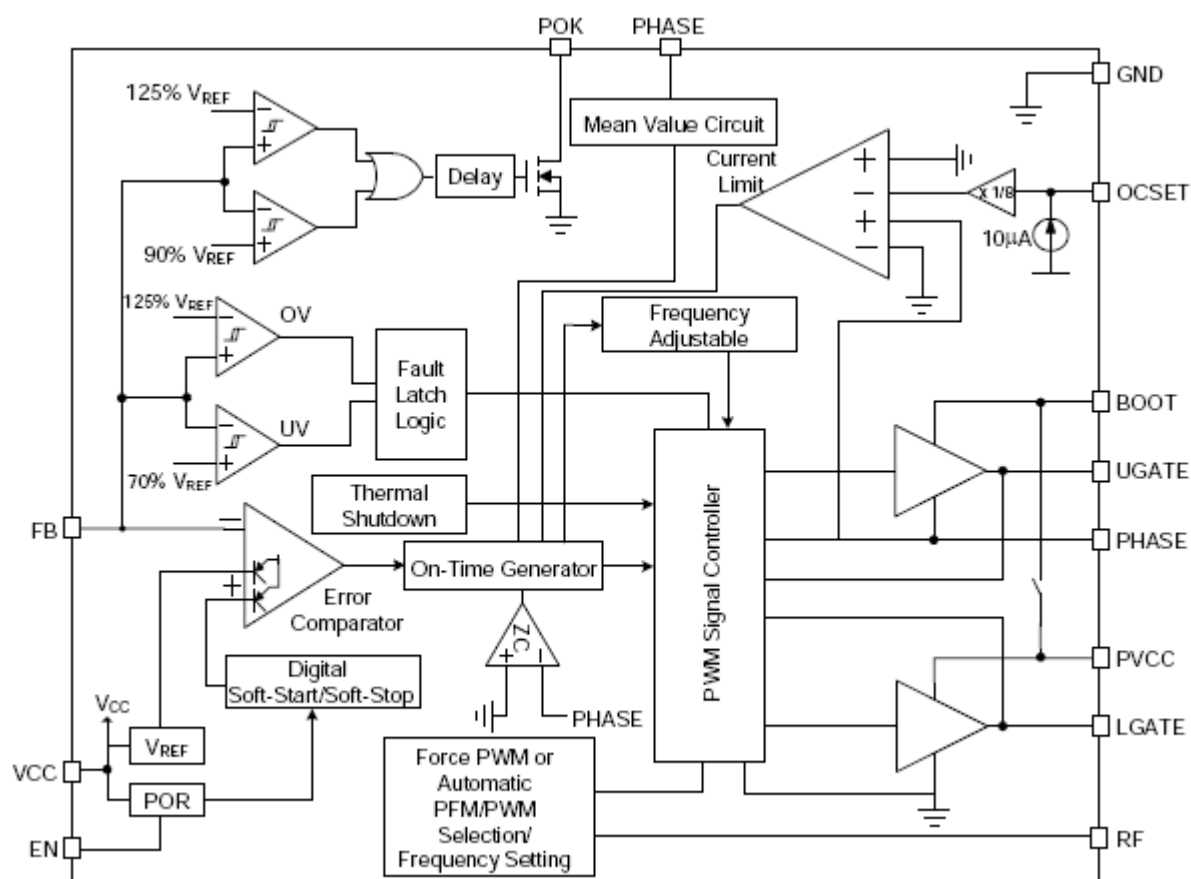 POK
PHASE
GND
125% VREF
−
+
Mean Value Circuit
Current
Limit
+
−
+
−
x 1/8
OCSET
10µA
Delay
−
+
90% VREF
125% VREF
−
+
OV
Frequency
Adjustable
Fault
Latch
Logic
BOOT
−
+
UV
70% VREF
UGATE
Thermal
Shutdown
FB
−
+
PHASE
On-Time Generator
Error
Comparator
PWM Signal Controller
ZC
+ −
PVCC
Digital
Soft-Start/Soft-Stop
VCC
PHASE
LGATE
VREF
VCC
Force PWM or
Automatic
PFM/PWM
Selection/
Frequency Setting
POR
EN
RF